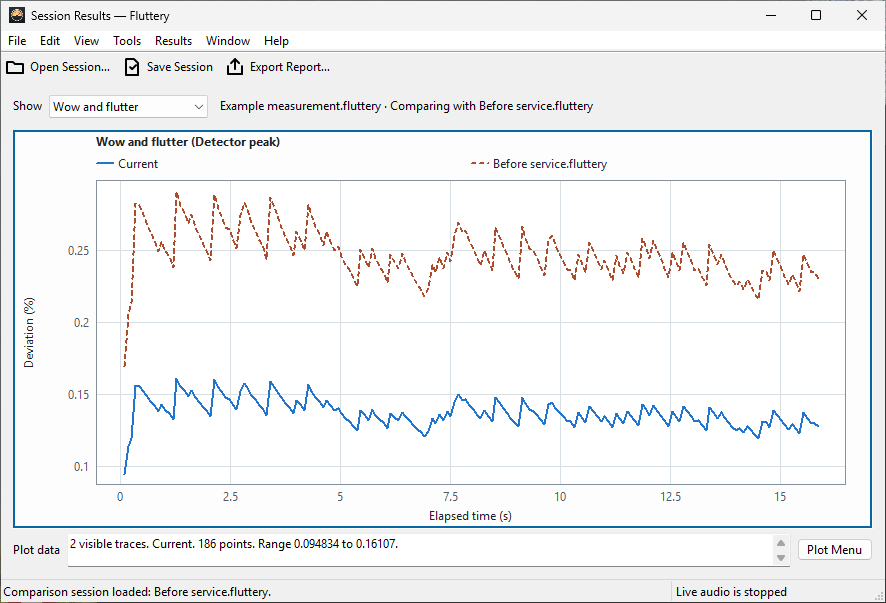 Session Results — Fluttery
File Edit View Tools Results Window Help
Open Session... Save Session Export Report...
Show Wow and flutter Example measurement.fluttery · Comparing with Before service.fluttery
Wow and flutter (Detector peak)
Current Before service.fluttery
0.25
0.2
0.15
0.1
Deviation (%)
0 2.5 5 7.5 10 12.5 15
Elapsed time (s)
Plot data 2 visible traces. Current. 186 points. Range 0.094834 to 0.16107. Plot Menu
Comparison session loaded: Before service.fluttery. Live audio is stopped